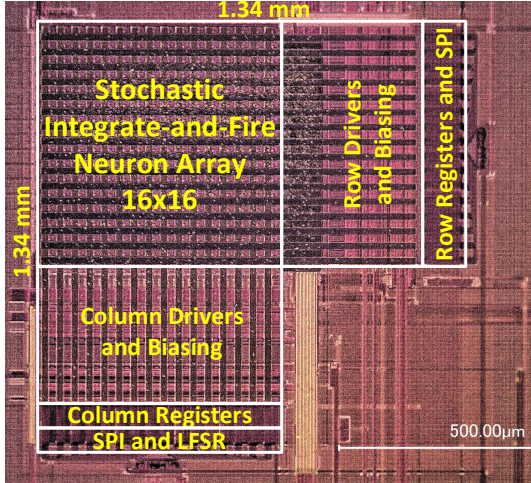 1.34 mm
Stochastic
Integrate-and-Fire
Neuron Array
16x16
Row Drivers
and Biasing
Row Registers and SPI
1.34 mm
Column Drivers
and Biasing
Column Registers
SPI and LFSR
500.00µm